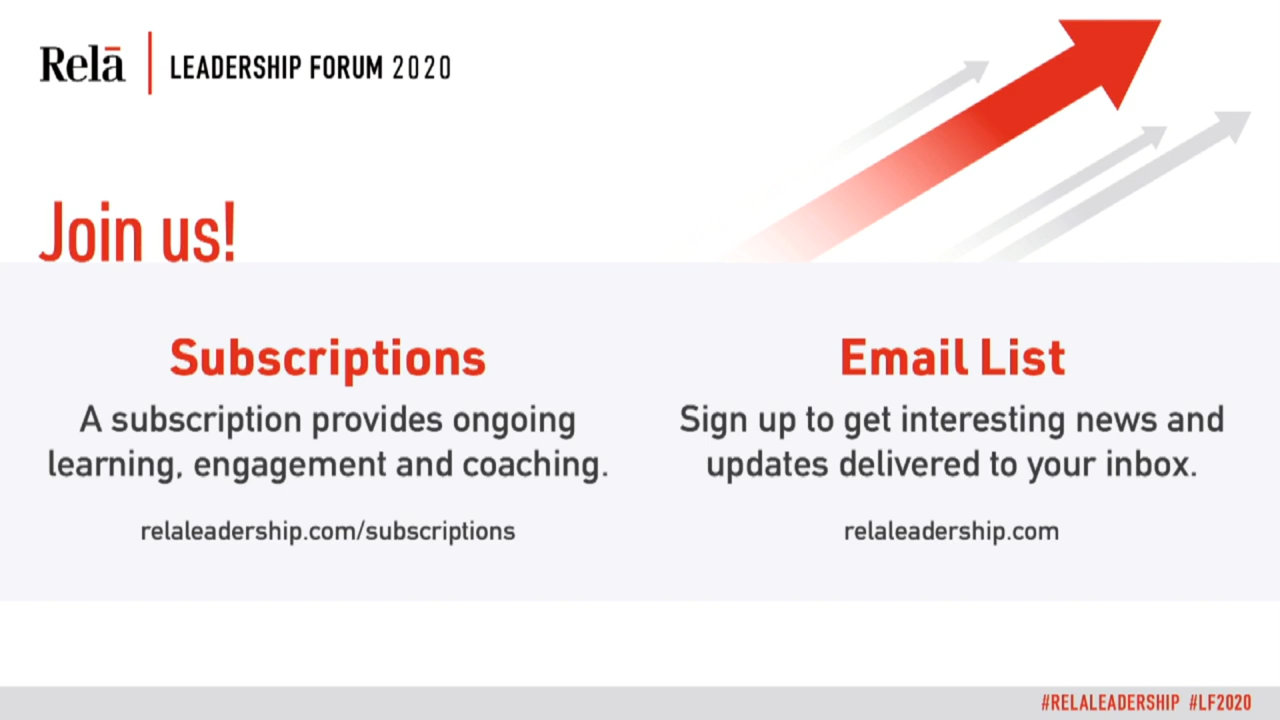 Relā | LEADERSHIP FORUM 2020
Join us!
Subscriptions
A subscription provides ongoing
learning, engagement and coaching.
relaleadership.com/subscriptions
Email List
Sign up to get interesting news and
updates delivered to your inbox.
relaleadership.com
#RELALEADERSHIP #LF2020